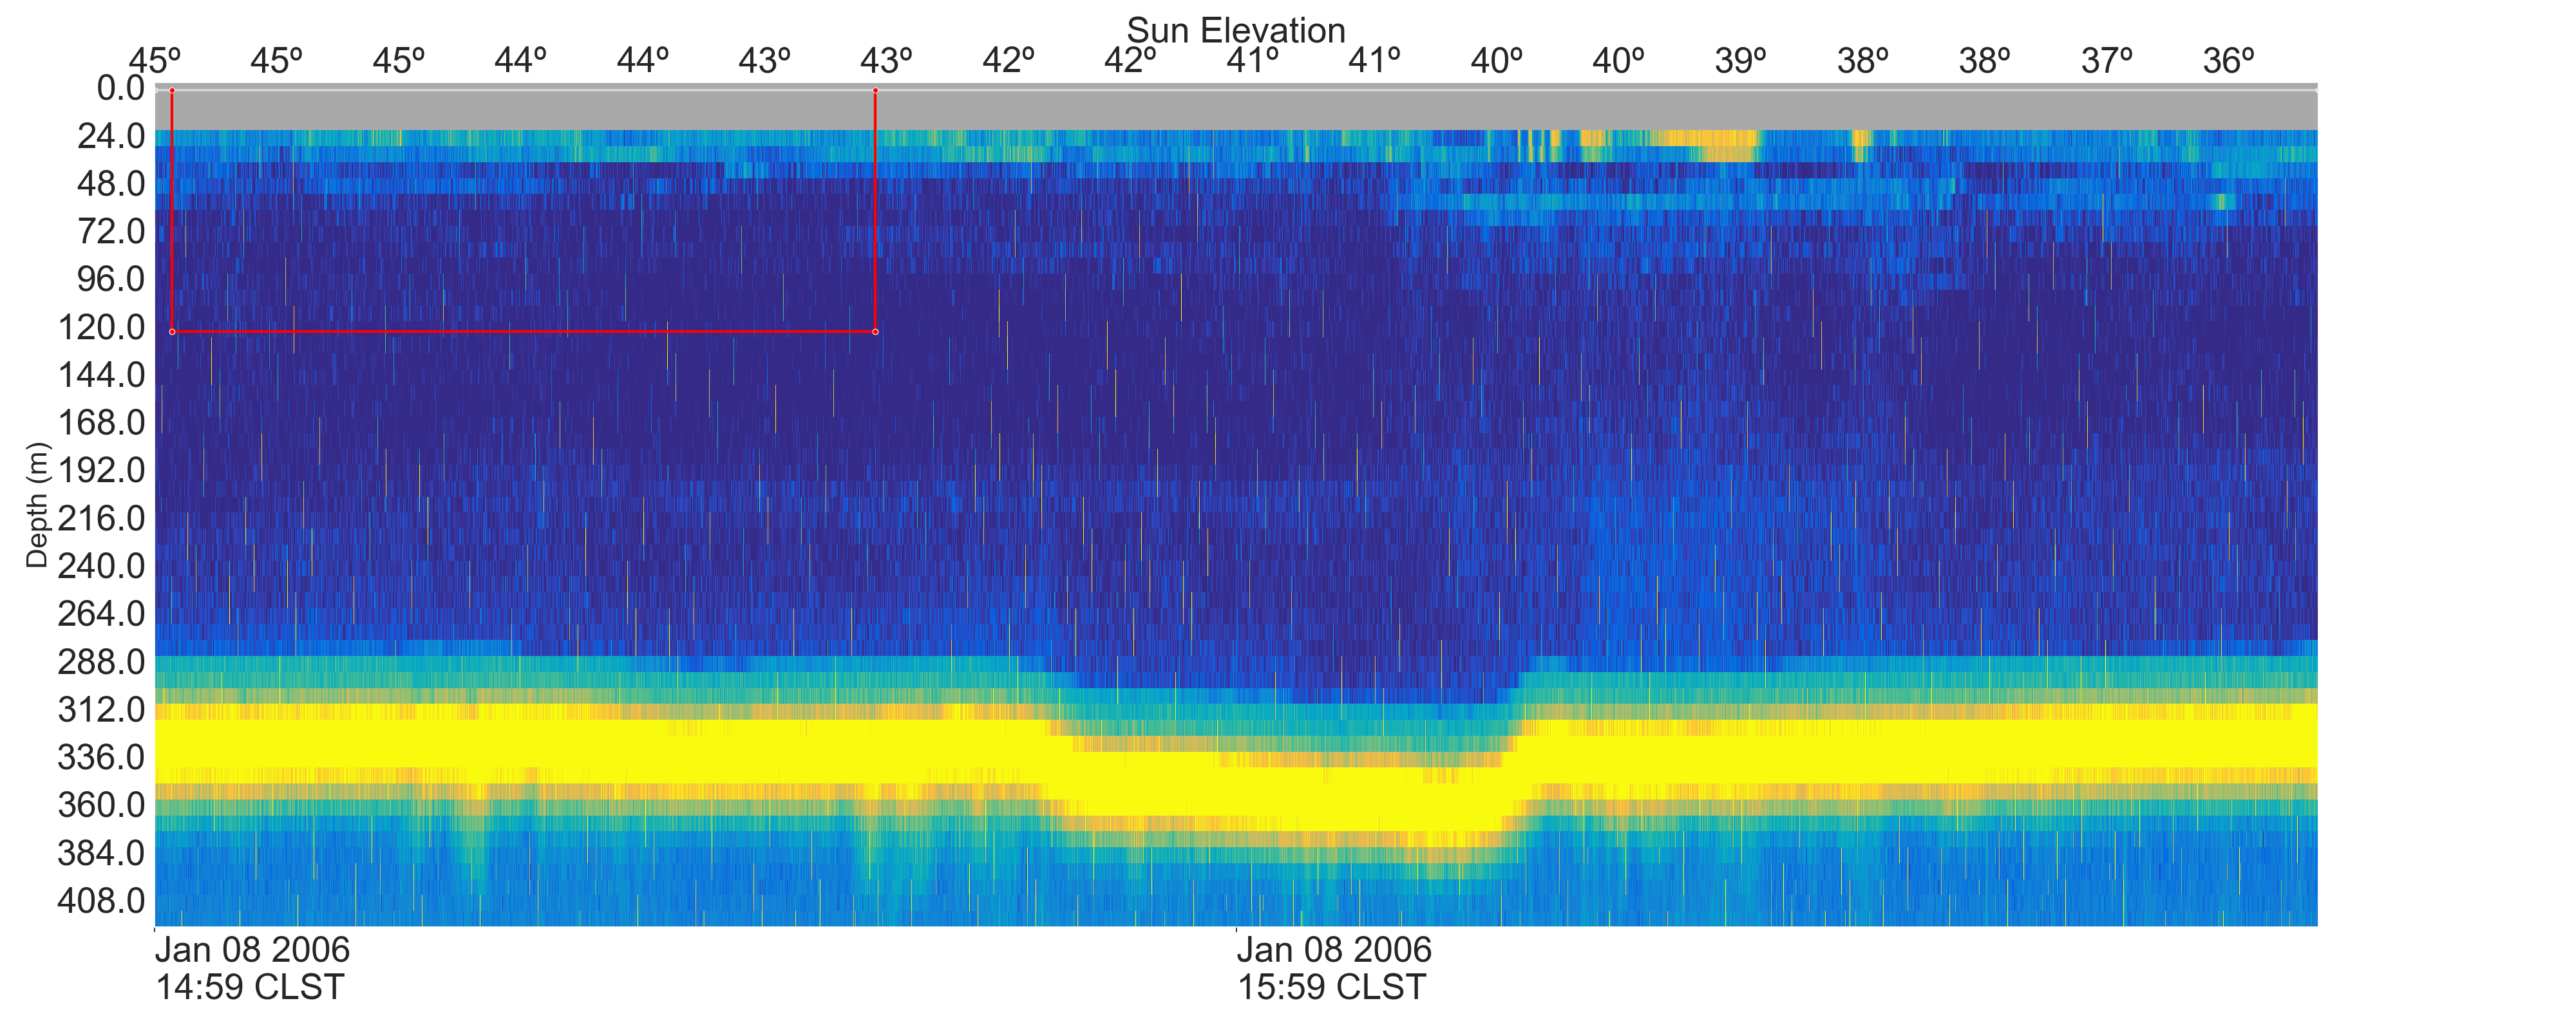 Sun Elevation
45º 45º 45º 44º 44º 43º 43º 42º 42º 41º 41º 40º 40º 39º 38º 38º 37º 36º
0.0
24.0
48.0
72.0
96.0
120.0
144.0
168.0
192.0
216.0
240.0
264.0
288.0
312.0
336.0
360.0
384.0
408.0
Depth (m)
Jan 08 2006
14:59 CLST
Jan 08 2006
15:59 CLST